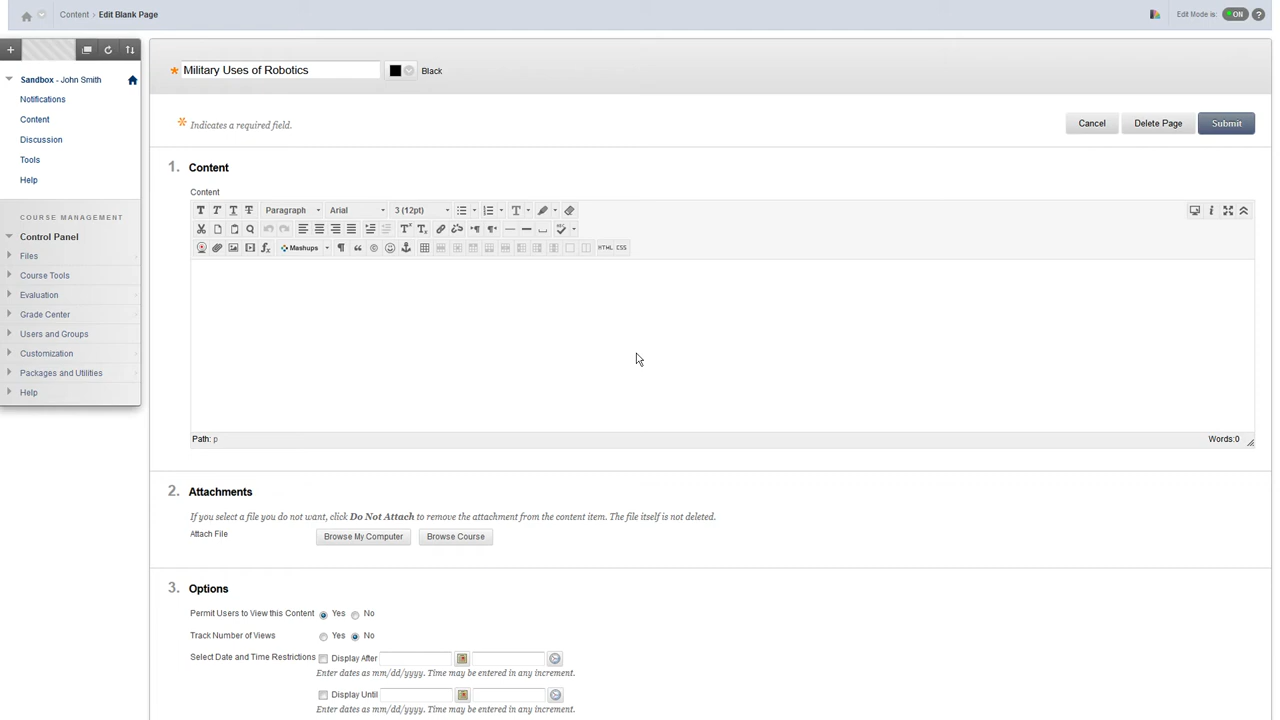 Content › Edit Blank Page
Edit Mode is: ON ?
Sandbox - John Smith
Notifications
Content
Discussion
Tools
Help
COURSE MANAGEMENT
Control Panel
Files
Course Tools
Evaluation
Grade Center
Users and Groups
Customization
Packages and Utilities
Help
* Military Uses of Robotics Black
* Indicates a required field.
Cancel Delete Page Submit
1. Content
Content
T T T T Paragraph Arial 3 (12pt) T
Mashups HTML CSS
Path: p Words:0
2. Attachments
If you select a file you do not want, click Do Not Attach to remove the attachment from the content item. The file itself is not deleted.
Attach File Browse My Computer Browse Course
3. Options
Permit Users to View this Content Yes No
Track Number of Views Yes No
Select Date and Time Restrictions Display After
Enter dates as mm/dd/yyyy. Time may be entered in any increment.
Display Until
Enter dates as mm/dd/yyyy. Time may be entered in any increment.